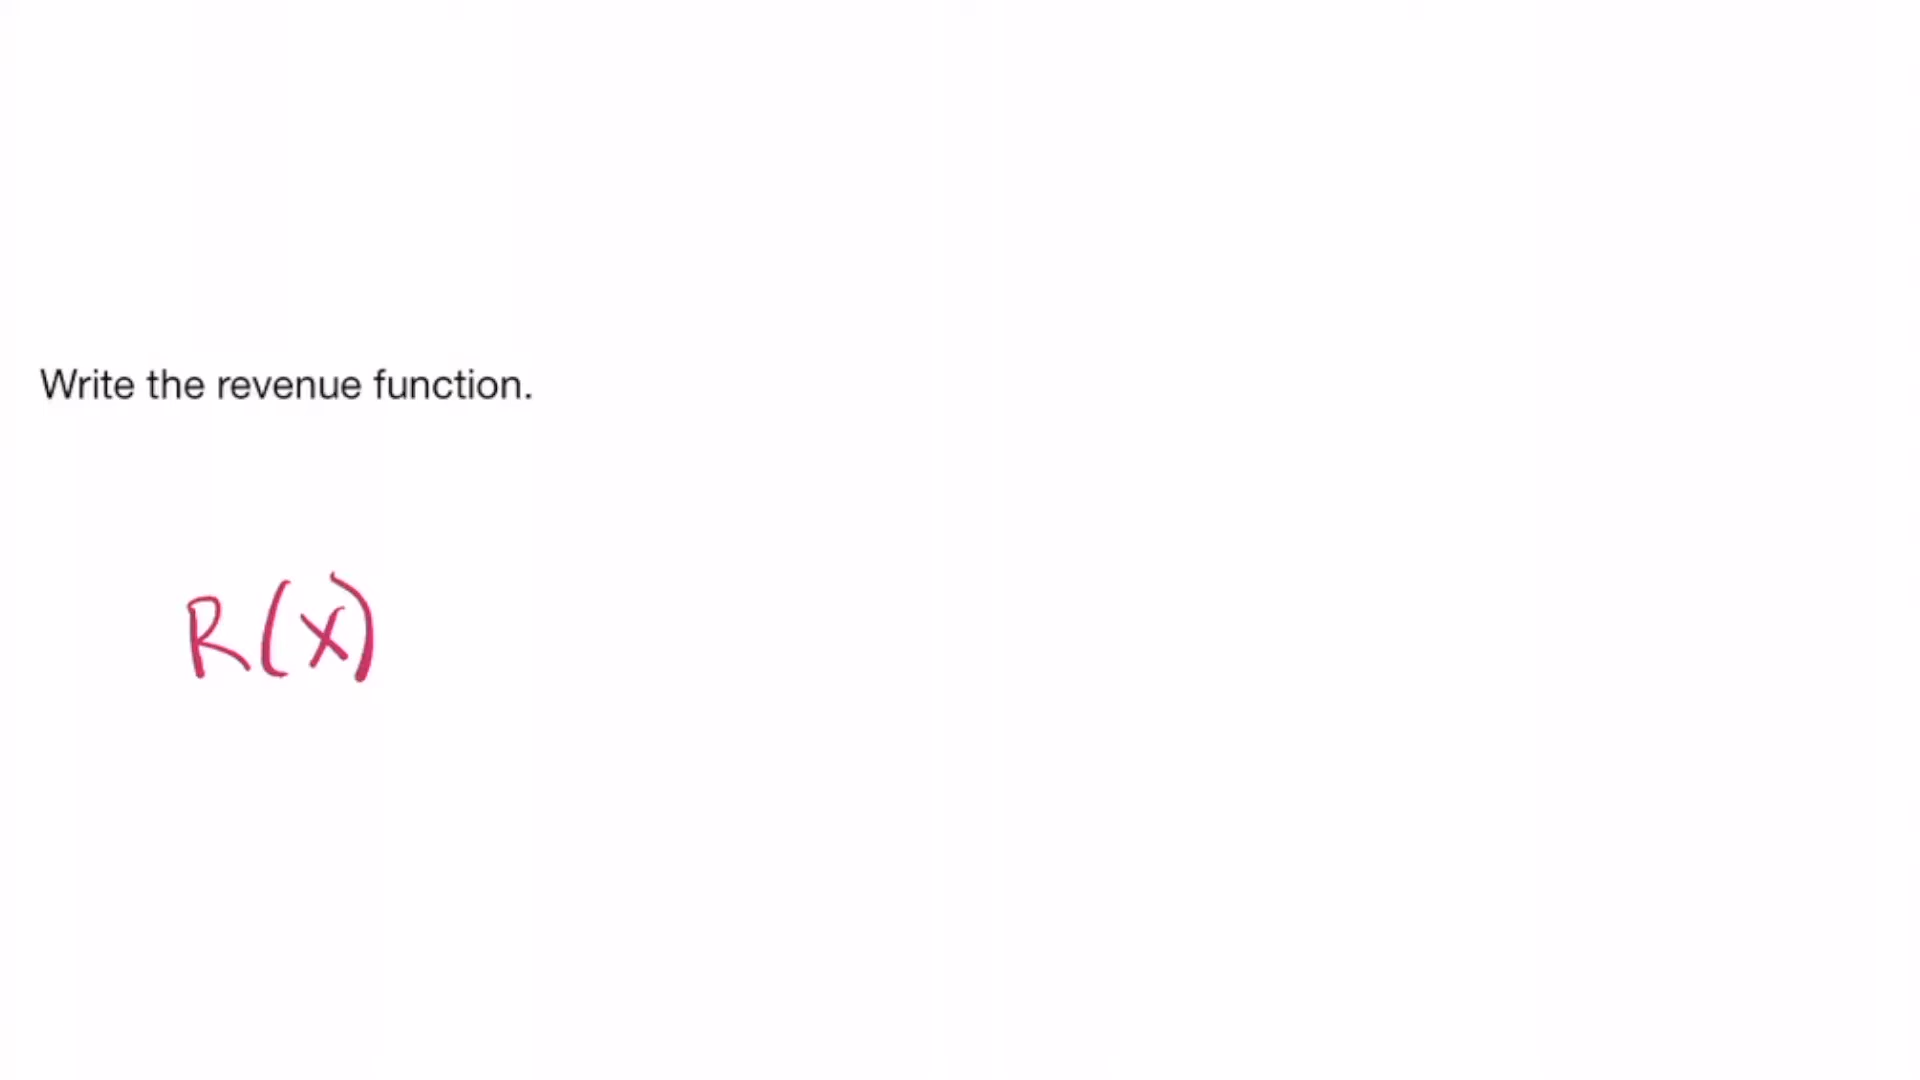 Write the revenue function.
R(x)